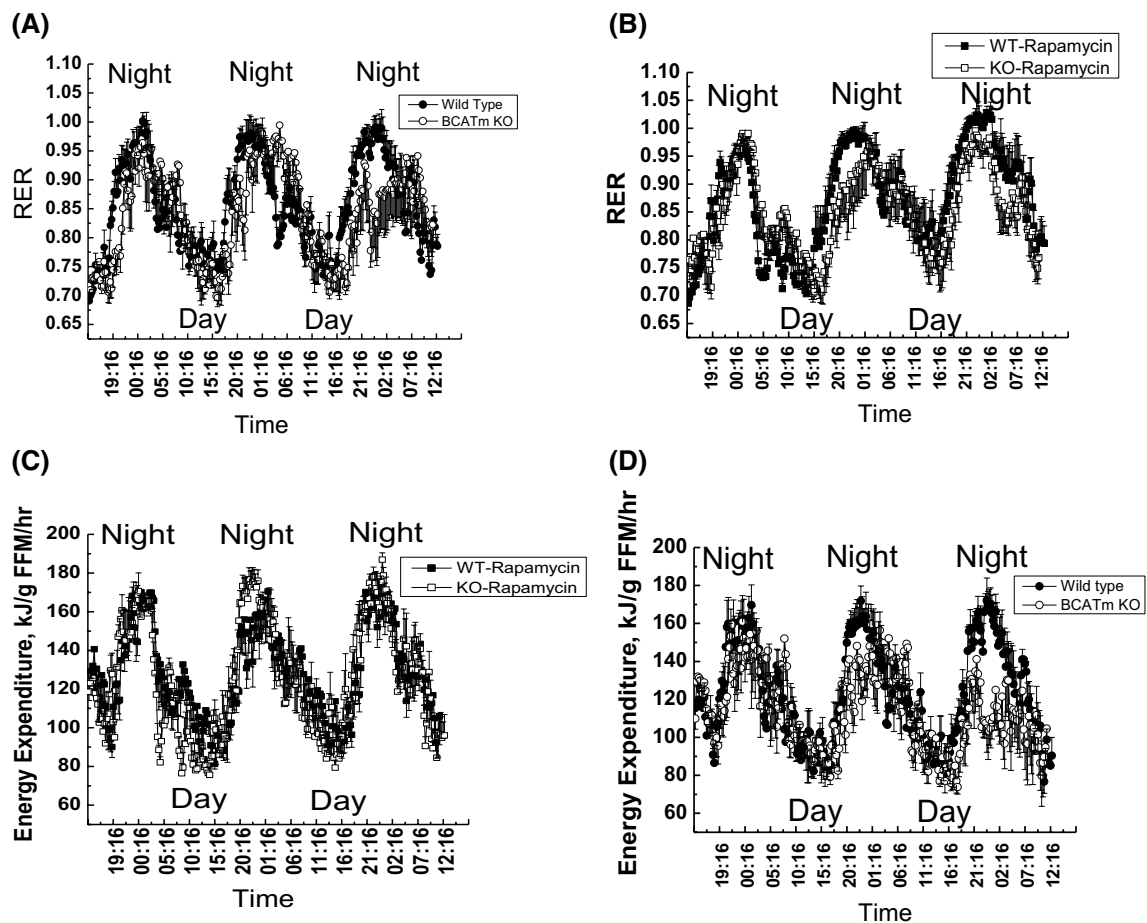 (A)
RER
1.10
1.05
1.00
0.95
0.90
0.85
0.80
0.75
0.70
0.65
Night Night Night
Wild Type
BCATm KO
Day Day
19:16 00:16 05:16 10:16 15:16 20:16 01:16 06:16 11:16 16:16 21:16 02:16 07:16 12:16
Time
(B)
RER
1.10
1.05
1.00
0.95
0.90
0.85
0.80
0.75
0.70
0.65
WT-Rapamycin
KO-Rapamycin
Night Night Night
Day Day
19:16 00:16 05:16 10:16 15:16 20:16 01:16 06:16 11:16 16:16 21:16 02:16 07:16 12:16
Time
(C)
Energy Expenditure, kJ/g FFM/hr
200
180
160
140
120
100
80
60
Night Night Night
WT-Rapamycin
KO-Rapamycin
Day Day
19:16 00:16 05:16 10:16 15:16 20:16 01:16 06:16 11:16 16:16 21:16 02:16 07:16 12:16
Time
(D)
Energy Expenditure, kJ/g FFM/hr
200
180
160
140
120
100
80
60
Night Night Night
Wild type
BCATm KO
Day Day
19:16 00:16 05:16 10:16 15:16 20:16 01:16 06:16 11:16 16:16 21:16 02:16 07:16 12:16
Time